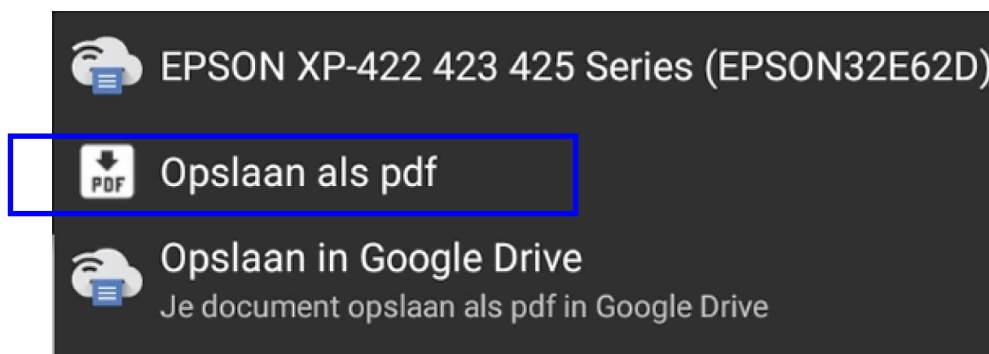 EPSON XP-422 423 425 Series (EPSON32E62D)
PDF
Opslaan als pdf
Opslaan in Google Drive
Je document opslaan als pdf in Google Drive